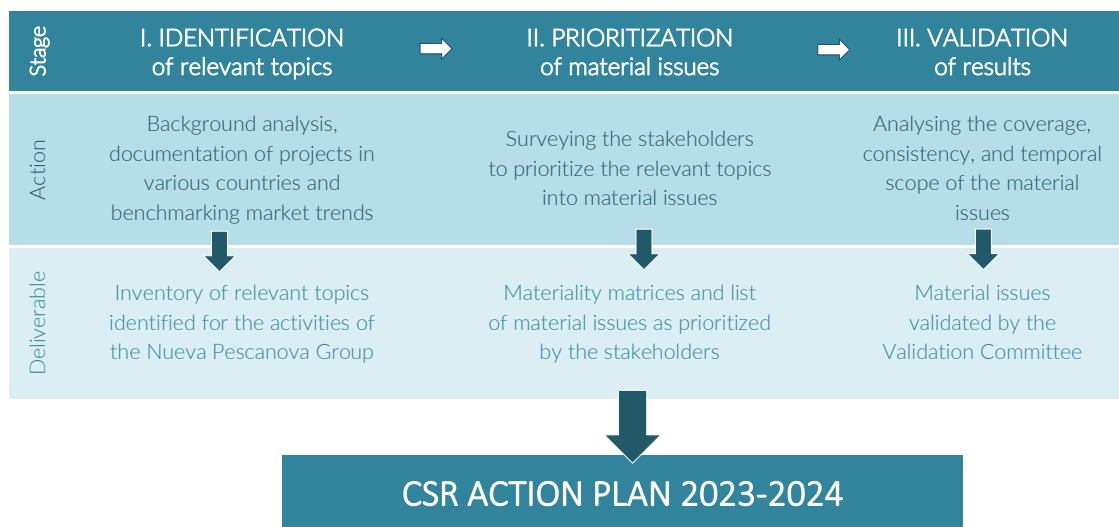 Stage
I. IDENTIFICATION
of relevant topics
II. PRIORITIZATION
of material issues
III. VALIDATION
of results
Action
Background analysis,
documentation of projects in
various countries and
benchmarking market trends
Surveying the stakeholders
to prioritize the relevant topics
into material issues
Analysing the coverage,
consistency, and temporal
scope of the material
issues
Deliverable
Inventory of relevant topics
identified for the activities of
the Nueva Pescanova Group
Materiality matrices and list
of material issues as prioritized
by the stakeholders
Material issues
validated by the
Validation Committee
CSR ACTION PLAN 2023-2024